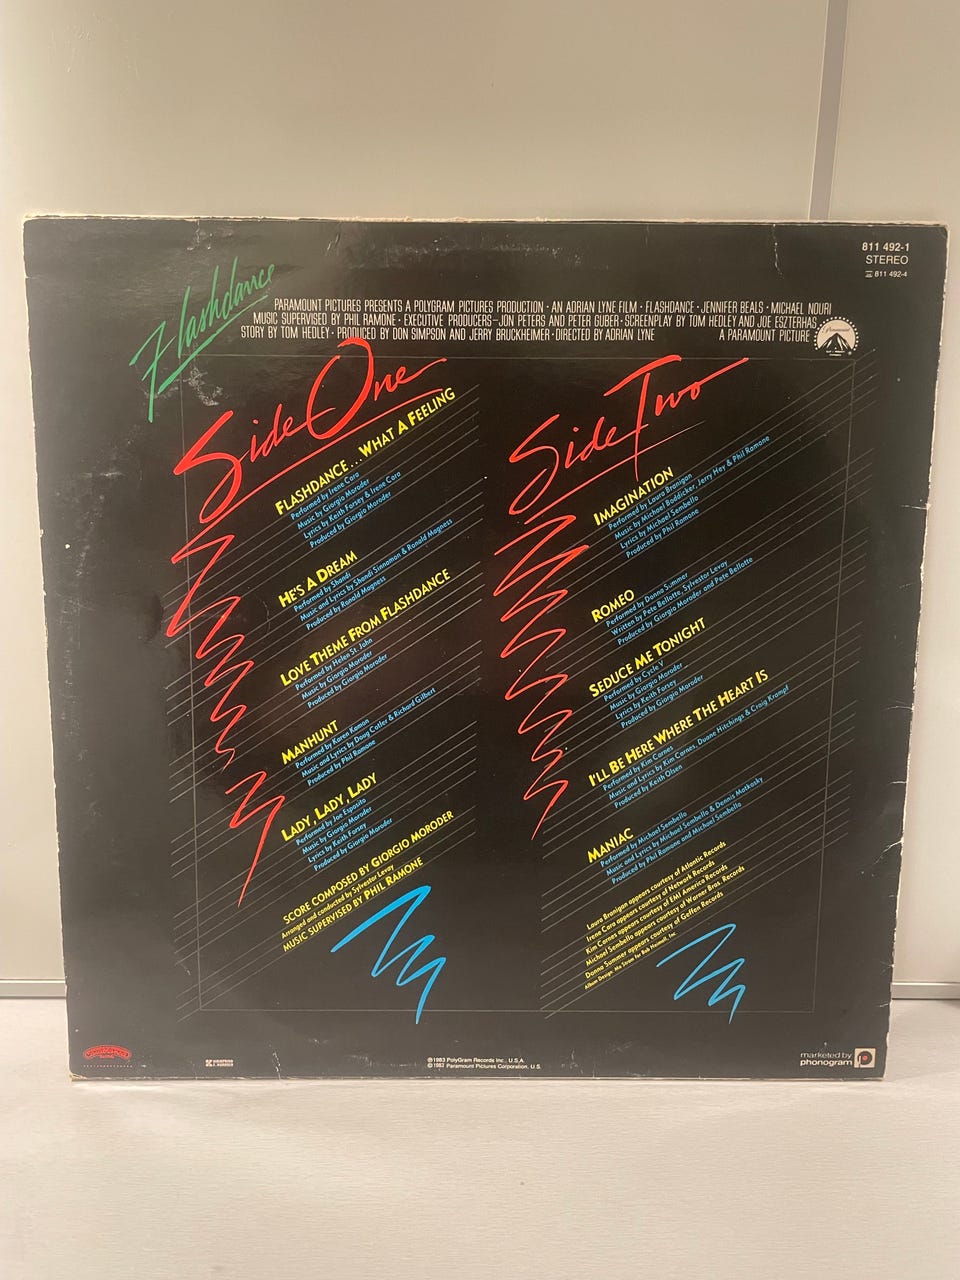 811 492-1
STEREO
811 492-4
Flashdance
PARAMOUNT PICTURES PRESENTS A POLYGRAM PICTURES PRODUCTION · AN ADRIAN LYNE FILM · FLASHDANCE · JENNIFER BEALS · MICHAEL NOURI
MUSIC SUPERVISED BY PHIL RAMONE · EXECUTIVE PRODUCERS–JON PETERS AND PETER GUBER · SCREENPLAY BY TOM HEDLEY AND JOE ESZTERHAS
STORY BY TOM HEDLEY · PRODUCED BY DON SIMPSON AND JERRY BRUCKHEIMER · DIRECTED BY ADRIAN LYNE
A PARAMOUNT PICTURE
Paramount
Side One
FLASHDANCE...WHAT A FEELING
Performed by Irene Cara
Music by Giorgio Moroder
Lyrics by Keith Forsey & Irene Cara
Produced by Giorgio Moroder
HE'S A DREAM
Performed by Shandi
Music and Lyrics by Shandi Sinnamon & Ronald Magness
Produced by Ronald Magness
LOVE THEME FROM FLASHDANCE
Performed by Helen St. John
Music by Giorgio Moroder
Produced by Giorgio Moroder
MANHUNT
Performed by Karen Kamon
Music and Lyrics by Doug Cotler & Richard Gilbert
Produced by Phil Ramone
LADY, LADY, LADY
Performed by Joe Esposito
Music by Giorgio Moroder
Lyrics by Keith Forsey
Produced by Giorgio Moroder
SCORE COMPOSED BY GIORGIO MORODER
Arranged and conducted by Sylvester Levay
MUSIC SUPERVISED BY PHIL RAMONE
Side Two
IMAGINATION
Performed by Laura Branigan
Music by Michael Boddicker, Jerry Hey & Phil Ramone
Lyrics by Michael Sembello
Produced by Phil Ramone
ROMEO
Performed by Donna Summer
Written by Pete Bellotte, Sylvester Levay
Produced by Giorgio Moroder and Pete Bellotte
SEDUCE ME TONIGHT
Performed by Cycle V
Music by Giorgio Moroder
Lyrics by Keith Forsey
Produced by Giorgio Moroder
I'LL BE HERE WHERE THE HEART IS
Performed by Kim Carnes
Music and Lyrics by Kim Carnes, Duane Hitchings & Craig Krampf
Produced by Keith Olsen
MANIAC
Performed by Michael Sembello
Music and Lyrics by Michael Sembello & Dennis Matkosky
Produced by Phil Ramone and Michael Sembello
Laura Branigan appears courtesy of Atlantic Records
Irene Cara appears courtesy of Network Records
Kim Carnes appears courtesy of EMI America Records
Michael Sembello appears courtesy of Warner Bros. Records
Donna Summer appears courtesy of Geffen Records
Album Design, Mo Strom for Bob Heimall, Inc.
Casablanca
℗1983 PolyGram Records Inc., U.S.A.
©1983 Paramount Pictures Corporation, U.S.
marketed by
phonogram